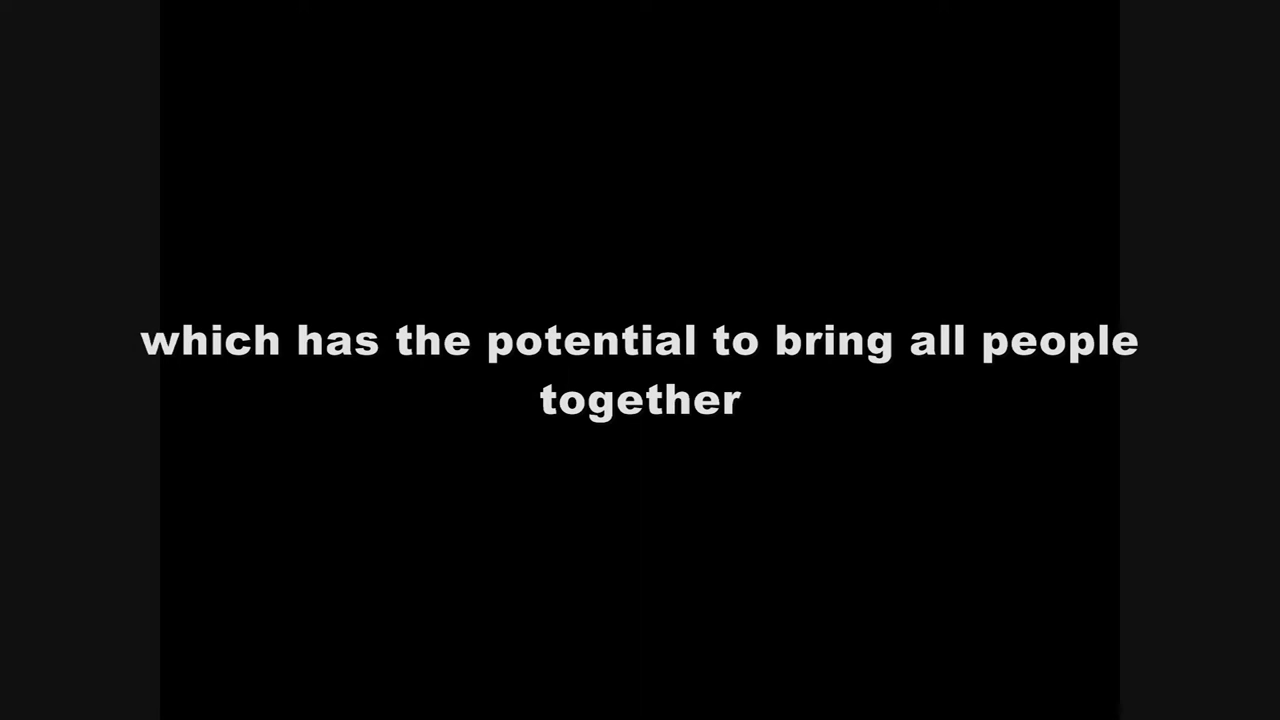 which has the potential to bring all people
together